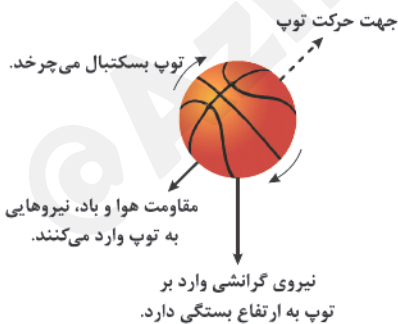 جهت حرکت توپ
توپ بسکتبال می‌چرخد.
مقاومت هوا و باد، نیروهایی
به توپ وارد می‌کنند.
نیروی گرانشی وارد بر
توپ به ارتفاع بستگی دارد.